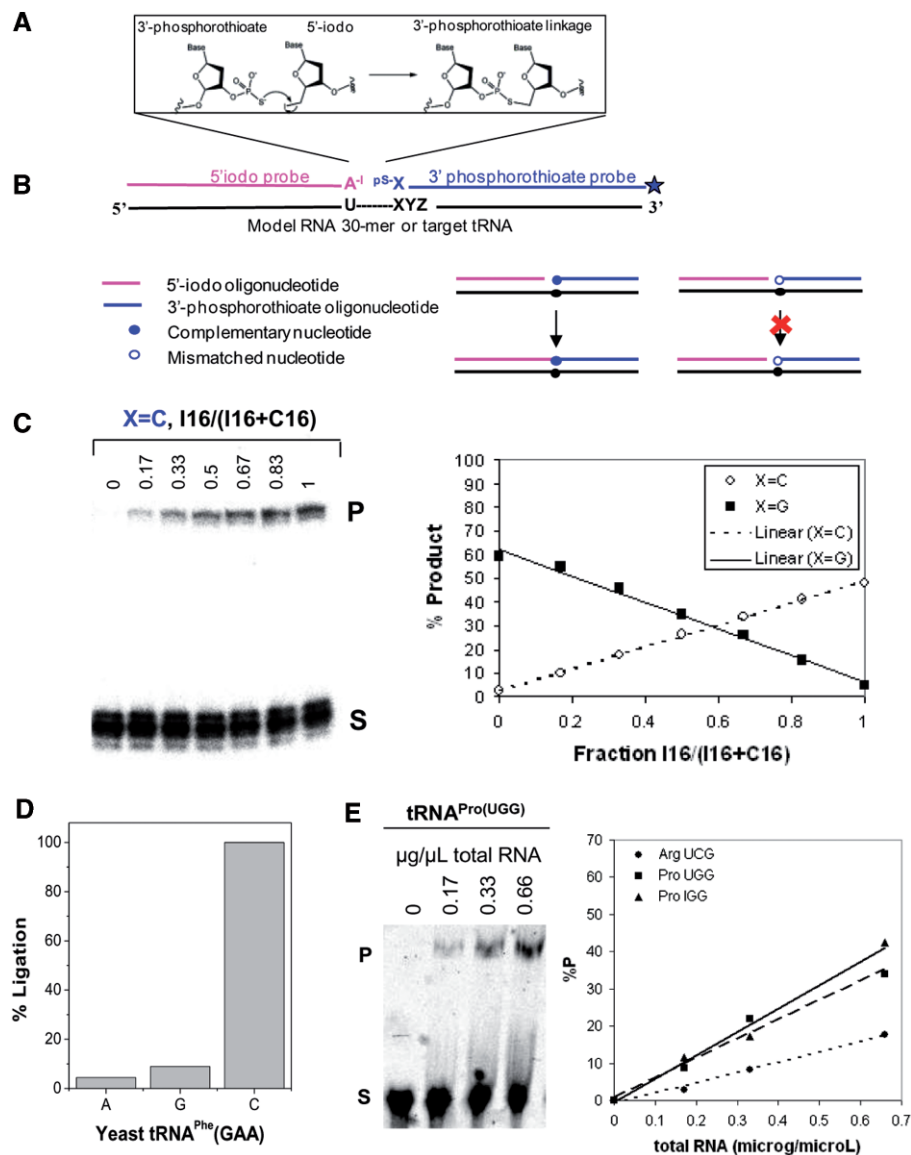 A
3'-phosphorothioate 5'-iodo 3'-phosphorothioate linkage
Base Base Base Base
B
5'iodo probe A-I pS-X 3' phosphorothioate probe
5' U-------XYZ 3'
Model RNA 30-mer or target tRNA
5'-iodo oligonucleotide
3'-phosphorothioate oligonucleotide
Complementary nucleotide
Mismatched nucleotide
C
X=C, I16/(I16+C16)
0 0.17 0.33 0.5 0.67 0.83 1
P
S
% Product
100
90
80
70
60
50
40
30
20
10
0
X=C
X=G
Linear (X=C)
Linear (X=G)
0 0.2 0.4 0.6 0.8 1
Fraction I16/(I16+C16)
D
% Ligation
100
80
60
40
20
0
A G C
Yeast tRNAPhe(GAA)
E
tRNAPro(UGG)
µg/µL total RNA
0 0.17 0.33 0.66
P
S
%P
70
60
50
40
30
20
10
0
Arg UCG
Pro UGG
Pro IGG
0 0.1 0.2 0.3 0.4 0.5 0.6 0.7
total RNA (microg/microL)